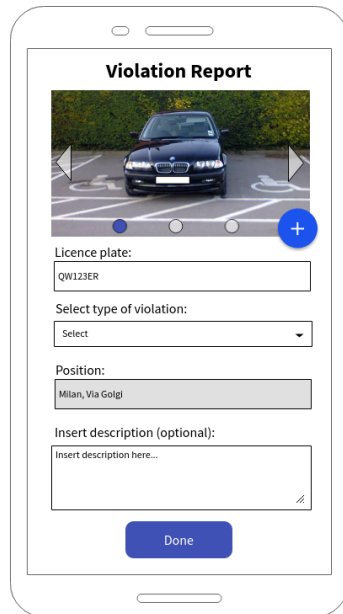 Violation Report
+
Licence plate:
QW123ER
Select type of violation:
Select
Position:
Milan, Via Golgi
Insert description (optional):
Insert description here...
Done